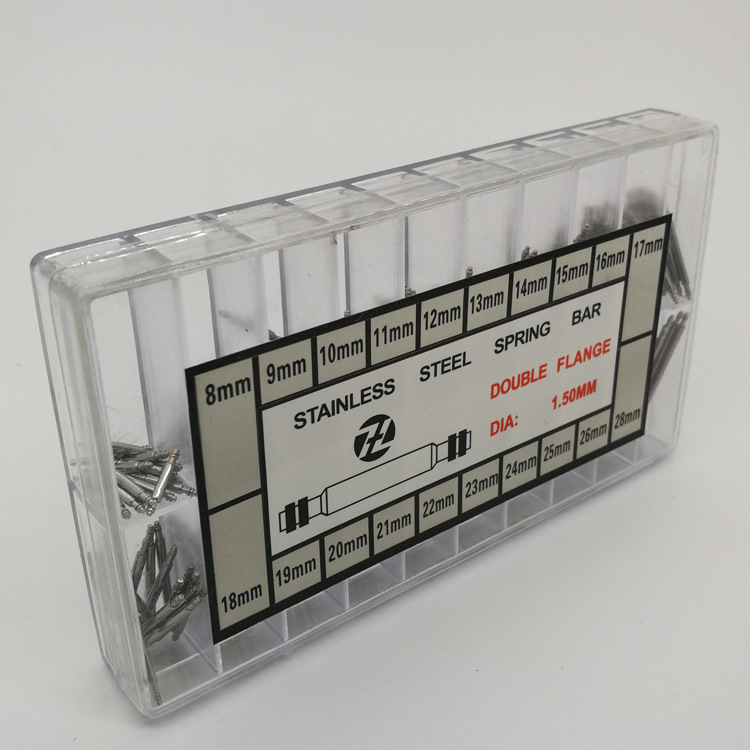 8mm 9mm 10mm 11mm 12mm 13mm 14mm 15mm 16mm 17mm
STAINLESS STEEL SPRING BAR
DOUBLE FLANGE
DIA: 1.50MM
18mm 19mm 20mm 21mm 22mm 23mm 24mm 25mm 26mm 28mm